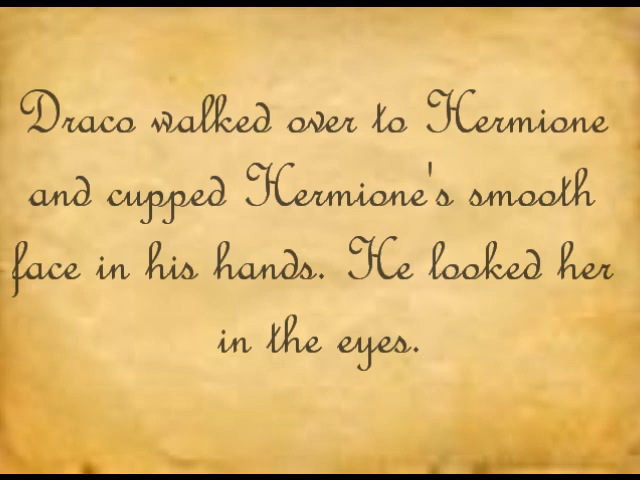 Draco walked over to Hermione
and cupped Hermione's smooth
face in his hands. He looked her
in the eyes.